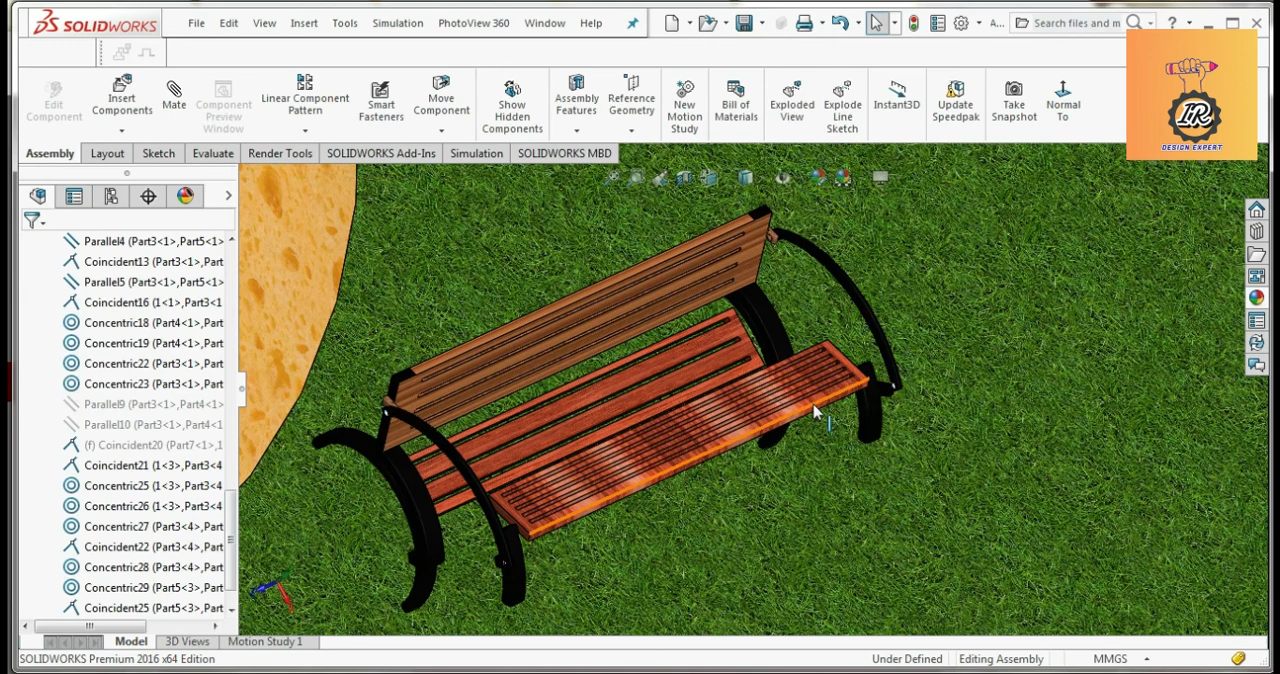 SOLIDWORKS
File Edit View Insert Tools Simulation PhotoView 360 Window Help
A...
Search files and m
?
Edit Component
Insert Components
Mate
Component Preview Window
Linear Component Pattern
Smart Fasteners
Move Component
Show Hidden Components
Assembly Features
Reference Geometry
New Motion Study
Bill of Materials
Exploded View
Explode Line Sketch
Instant3D
Update Speedpak
Take Snapshot
Normal To
IR
DESIGN EXPERT
Assembly Layout Sketch Evaluate Render Tools SOLIDWORKS Add-Ins Simulation SOLIDWORKS MBD
Parallel4 (Part3<1>,Part5<1>
Coincident13 (Part3<1>,Part
Parallel5 (Part3<1>,Part5<1>
Coincident16 (1<1>,Part3<1
Concentric18 (Part4<1>,Part
Concentric19 (Part4<1>,Part
Concentric22 (Part3<1>,Part
Concentric23 (Part3<1>,Part
Parallel9 (Part3<1>,Part4<1>
Parallel10 (Part3<1>,Part4<1
(f) Coincident20 (Part7<1>,1
Coincident21 (1<3>,Part3<4
Concentric25 (1<3>,Part3<4
Concentric26 (1<3>,Part3<4
Concentric27 (Part3<4>,Part
Coincident22 (Part3<4>,Part
Concentric28 (Part3<4>,Part
Concentric29 (Part5<3>,Part
Coincident25 (Part5<3>,Part
Model 3D Views Motion Study 1
SOLIDWORKS Premium 2016 x64 Edition
Under Defined Editing Assembly MMGS